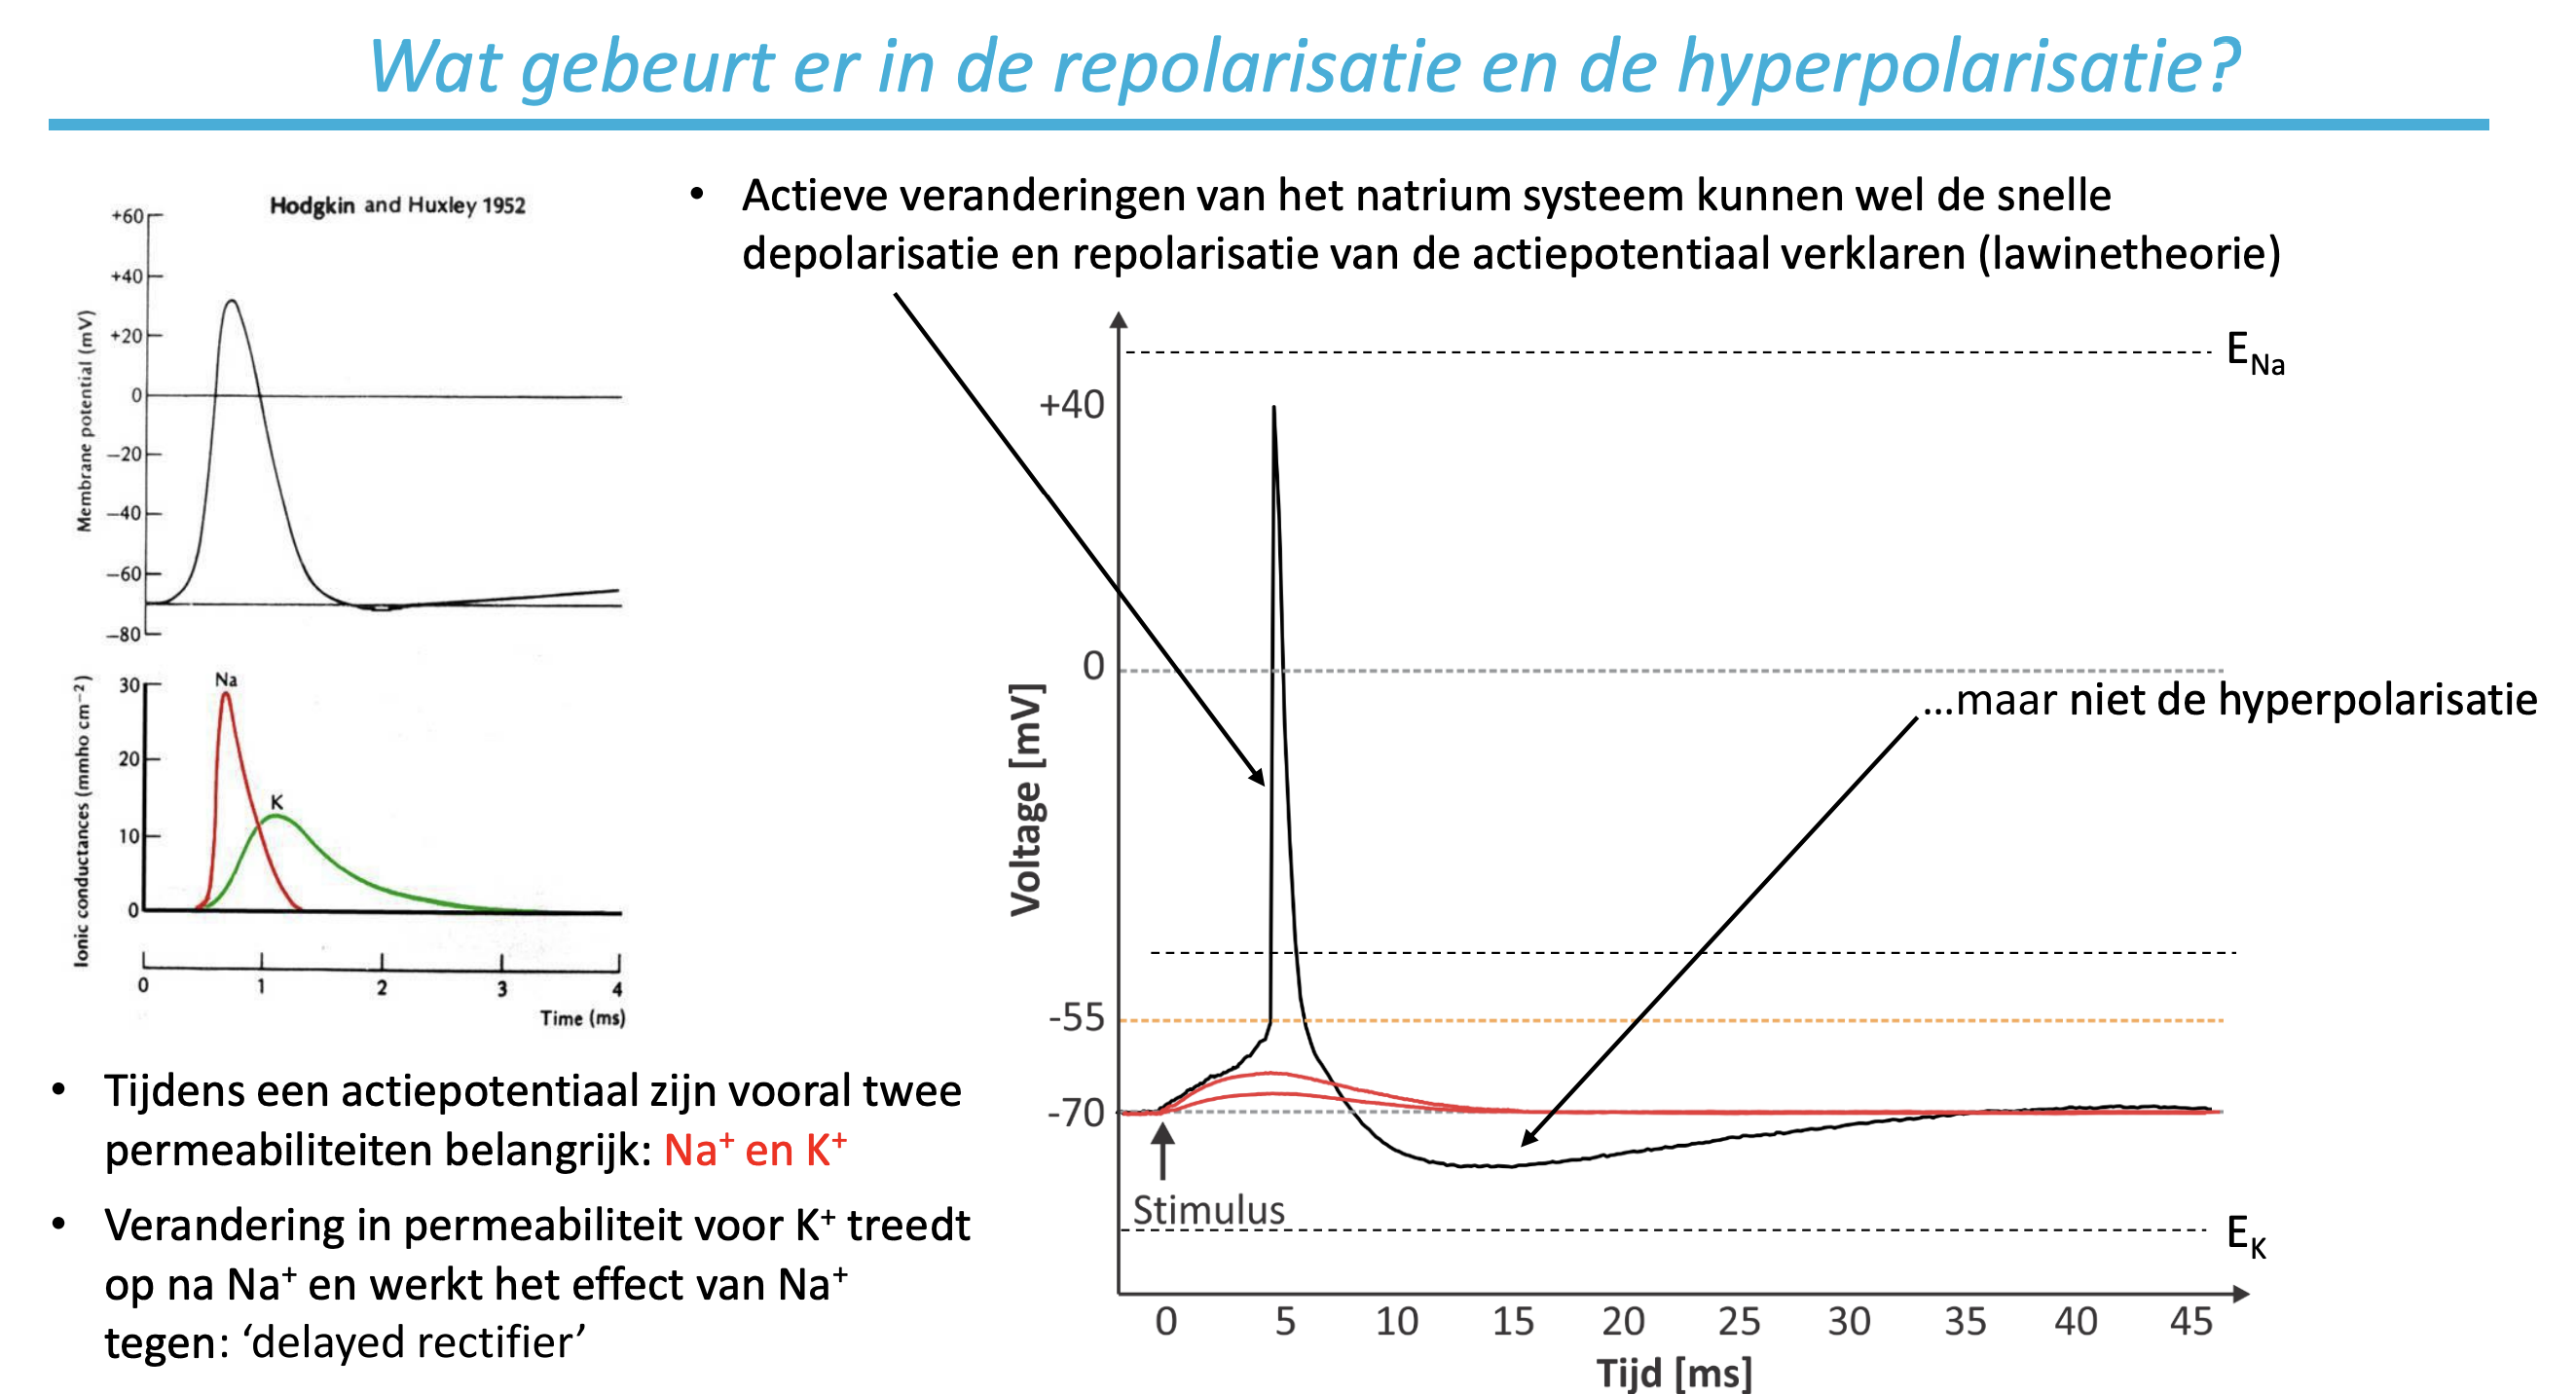 Wat gebeurt er in de repolarisatie en de hyperpolarisatie?
Hodgkin and Huxley 1952
+60
+40
+20
0
−20
−40
−60
−80
Membrane potential (mV)
Na
K
30
20
10
0
Ionic conductances (mmho cm⁻²)
0 1 2 3 4
Time (ms)
• Tijdens een actiepotentiaal zijn vooral twee
permeabiliteiten belangrijk: Na⁺ en K⁺
• Verandering in permeabiliteit voor K⁺ treedt
op na Na⁺ en werkt het effect van Na⁺
tegen: ‘delayed rectifier’
• Actieve veranderingen van het natrium systeem kunnen wel de snelle
depolarisatie en repolarisatie van de actiepotentiaal verklaren (lawinetheorie)
E_Na
+40
0
...maar niet de hyperpolarisatie
Voltage [mV]
-55
-70
Stimulus
E_K
0 5 10 15 20 25 30 35 40 45
Tijd [ms]